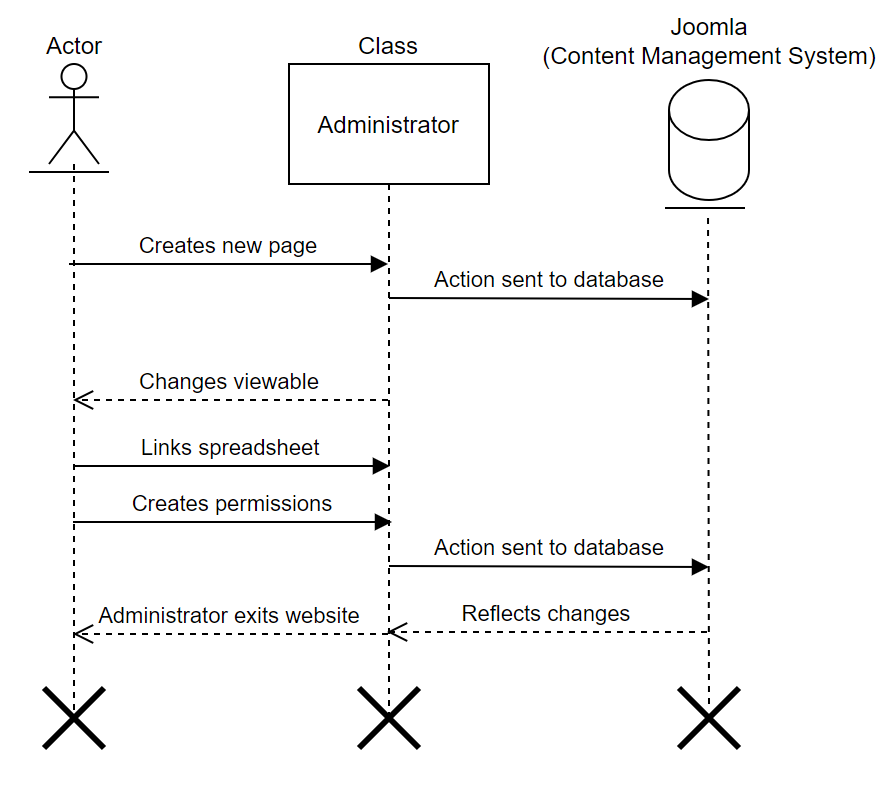 Actor
Class
Joomla
(Content Management System)
Administrator
Creates new page
Action sent to database
Changes viewable
Links spreadsheet
Creates permissions
Action sent to database
Administrator exits website
Reflects changes